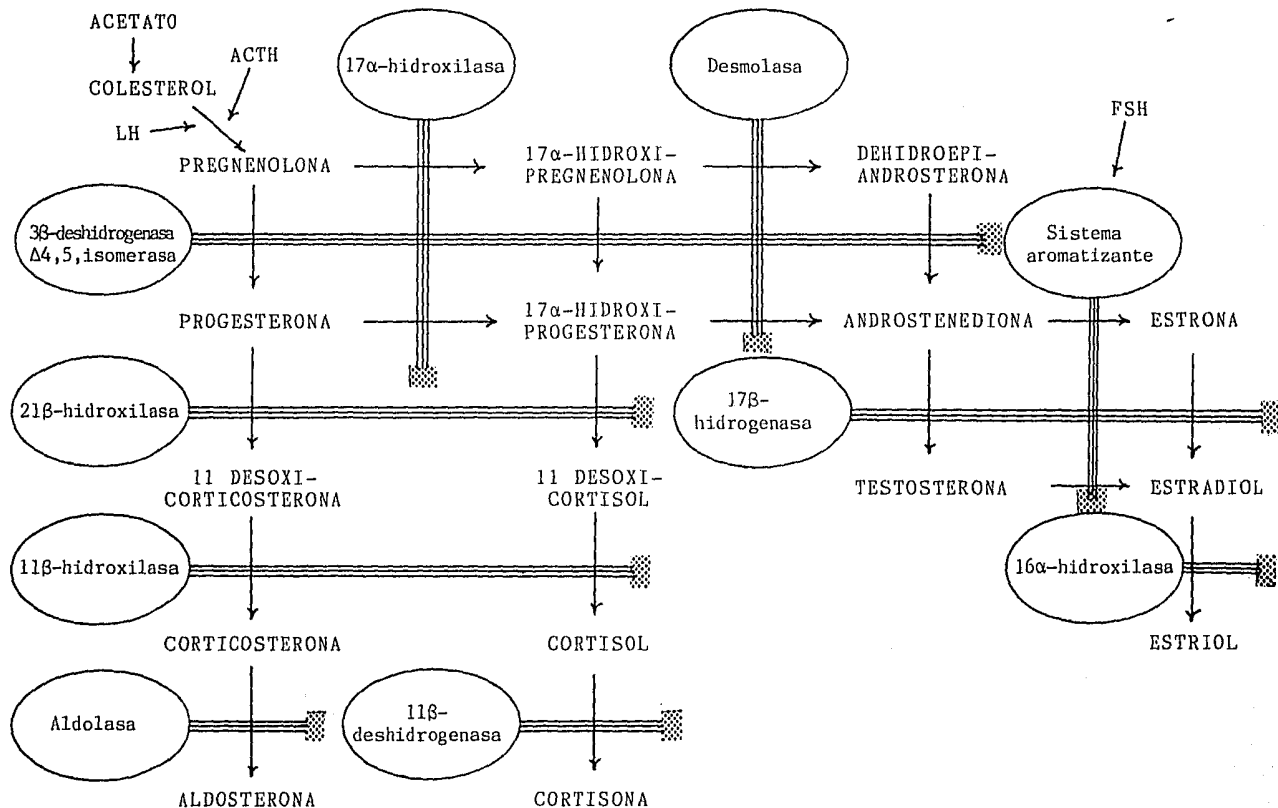 ACETATO
COLESTEROL
ACTH
LH
17α-hidroxilasa
Desmolasa
FSH
PREGNENOLONA
17α-HIDROXI-
PREGNENOLONA
DEHIDROEPI-
ANDROSTERONA
3β-deshidrogenasa
Δ4,5,isomerasa
Sistema
aromatizante
PROGESTERONA
17α-HIDROXI-
PROGESTERONA
ANDROSTENEDIONA
ESTRONA
21β-hidroxilasa
17β-
hidrogenasa
11 DESOXI-
CORTICOSTERONA
11 DESOXI-
CORTISOL
TESTOSTERONA
ESTRADIOL
11β-hidroxilasa
16α-hidroxilasa
CORTICOSTERONA
CORTISOL
ESTRIOL
Aldolasa
11β-
deshidrogenasa
ALDOSTERONA
CORTISONA